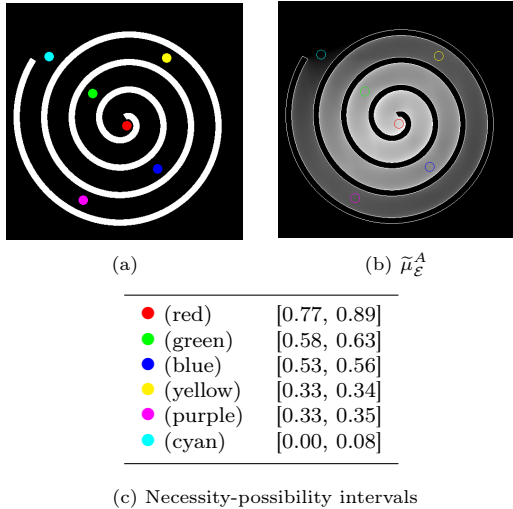 (a)
(b) μ̃_ℰ^A
(red) [0.77, 0.89]
(green) [0.58, 0.63]
(blue) [0.53, 0.56]
(yellow) [0.33, 0.34]
(purple) [0.33, 0.35]
(cyan) [0.00, 0.08]
(c) Necessity-possibility intervals